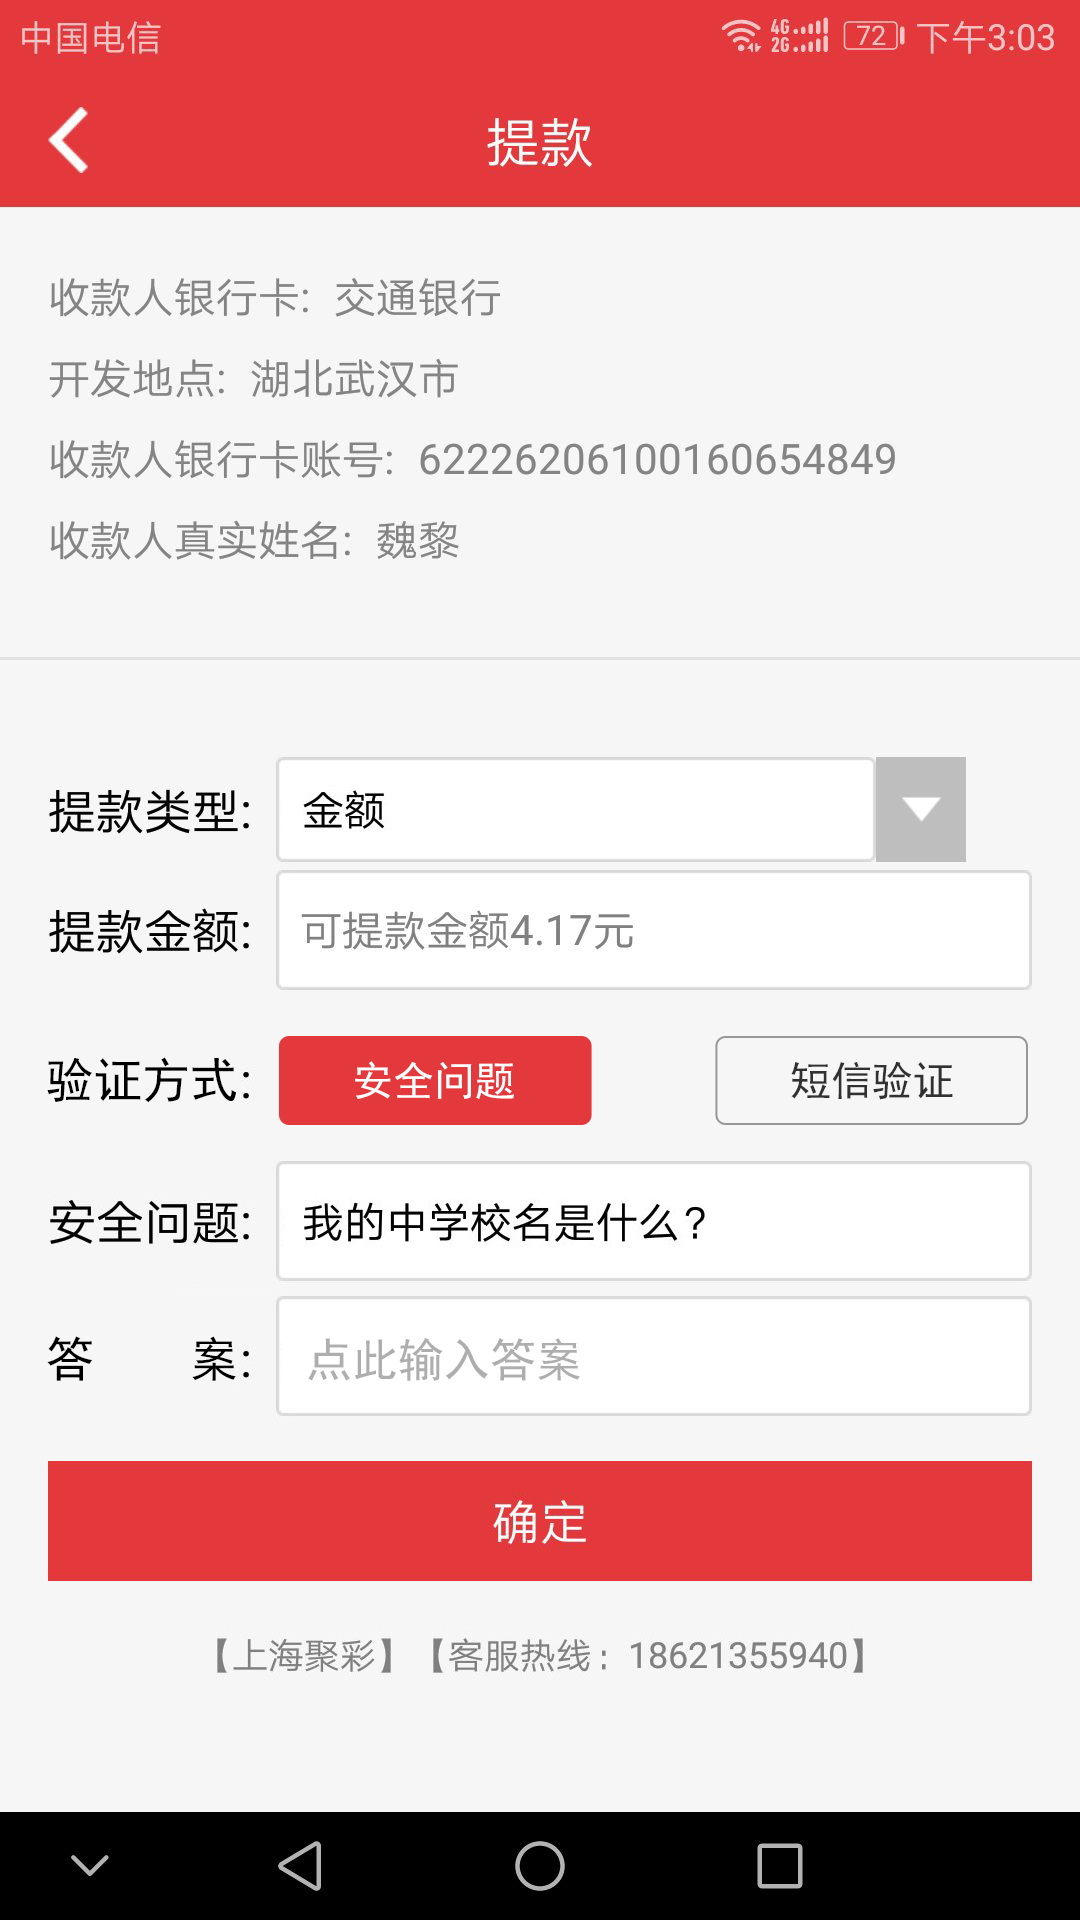 中国电信 4G 2G 72 下午3:03
提款
收款人银行卡: 交通银行
开发地点: 湖北武汉市
收款人银行卡账号: 62226206100160654849
收款人真实姓名: 魏黎
提款类型: 金额
提款金额: 可提款金额4.17元
验证方式: 安全问题 短信验证
安全问题: 我的中学校名是什么?
答 案: 点此输入答案
确定
【上海聚彩】【客服热线: 18621355940】